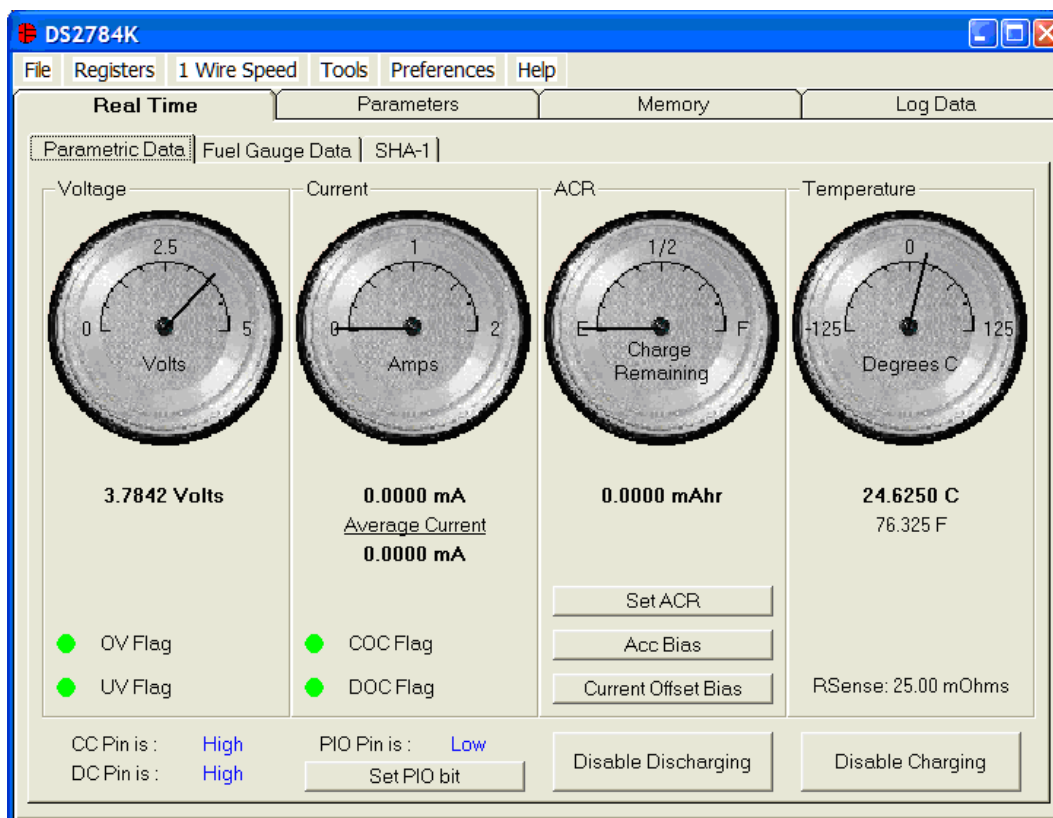 DS2784K
File Registers 1 Wire Speed Tools Preferences Help
Real Time Parameters Memory Log Data
Parametric Data Fuel Gauge Data SHA-1
Voltage Current ACR Temperature
2.5 1 1/2 0
0 5 0 2 E F -125 125
Volts Amps Charge Remaining Degrees C
3.7842 Volts 0.0000 mA 0.0000 mAhr 24.6250 C
Average Current 76.325 F
0.0000 mA
Set ACR
OV Flag COC Flag Acc Bias
UV Flag DOC Flag Current Offset Bias RSense: 25.00 mOhms
CC Pin is : High PIO Pin is : Low Disable Discharging Disable Charging
DC Pin is : High Set PIO bit